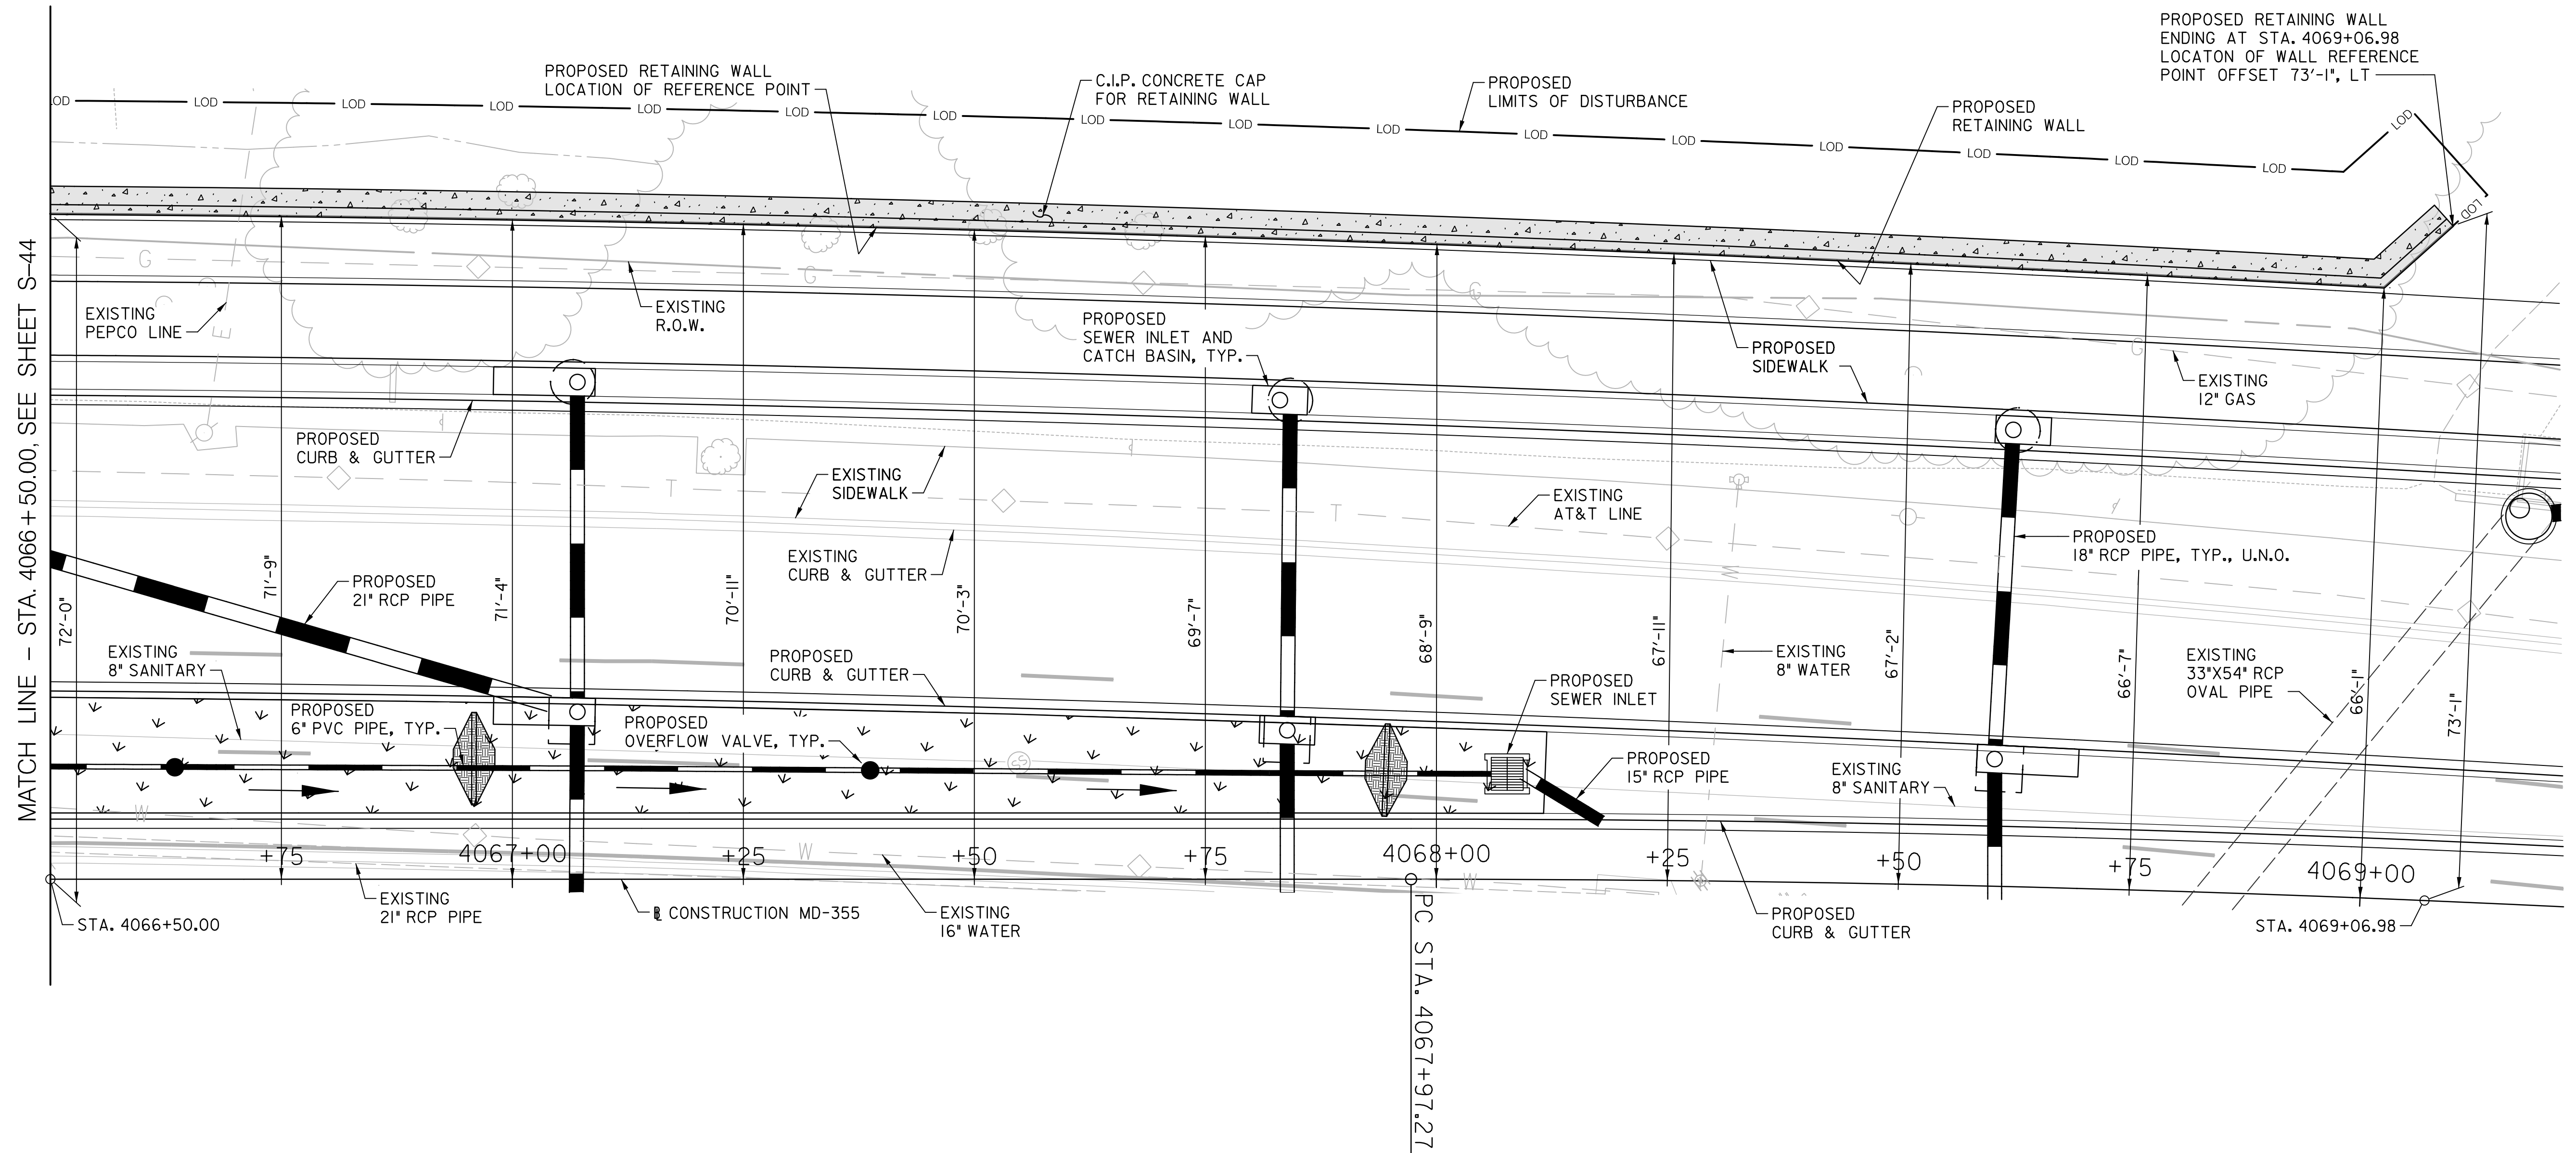 PROPOSED RETAINING WALL
ENDING AT STA. 4069+06.98
LOCATON OF WALL REFERENCE
POINT OFFSET 73'-1", LT
PROPOSED RETAINING WALL
LOCATION OF REFERENCE POINT
C.I.P. CONCRETE CAP
FOR RETAINING WALL
PROPOSED
LIMITS OF DISTURBANCE
PROPOSED
RETAINING WALL
LOD LOD LOD LOD LOD LOD LOD LOD LOD LOD LOD LOD LOD LOD LOD LOD LOD LOD
MATCH LINE - STA. 4066+50.00, SEE SHEET S-44
G G G G
EXISTING
PEPCO LINE
E
EXISTING
R.O.W.
PROPOSED
SEWER INLET AND
CATCH BASIN, TYP.
PROPOSED
SIDEWALK
EXISTING
12" GAS
PROPOSED
CURB & GUTTER
EXISTING
SIDEWALK
T T
EXISTING
AT&T LINE
EXISTING
CURB & GUTTER
PROPOSED
18" RCP PIPE, TYP., U.N.O.
PROPOSED
21" RCP PIPE
72'-0"
71'-9"
71'-4"
70'-11"
70'-3"
69'-7"
68'-9"
67'-11"
67'-2"
66'-7"
66'-1"
73'-1"
EXISTING
8" SANITARY
PROPOSED
CURB & GUTTER
PROPOSED
SEWER INLET
W
EXISTING
8" WATER
EXISTING
33"X54" RCP
OVAL PIPE
PROPOSED
6" PVC PIPE, TYP.
PROPOSED
OVERFLOW VALVE, TYP.
SS
PROPOSED
15" RCP PIPE
EXISTING
8" SANITARY
W W W
+75 4067+00 +25 +50 +75 4068+00 +25 +50 +75 4069+00
STA. 4066+50.00
EXISTING
21" RCP PIPE
BL CONSTRUCTION MD-355
EXISTING
16" WATER
PC STA. 4067+97.27
PROPOSED
CURB & GUTTER
STA. 4069+06.98